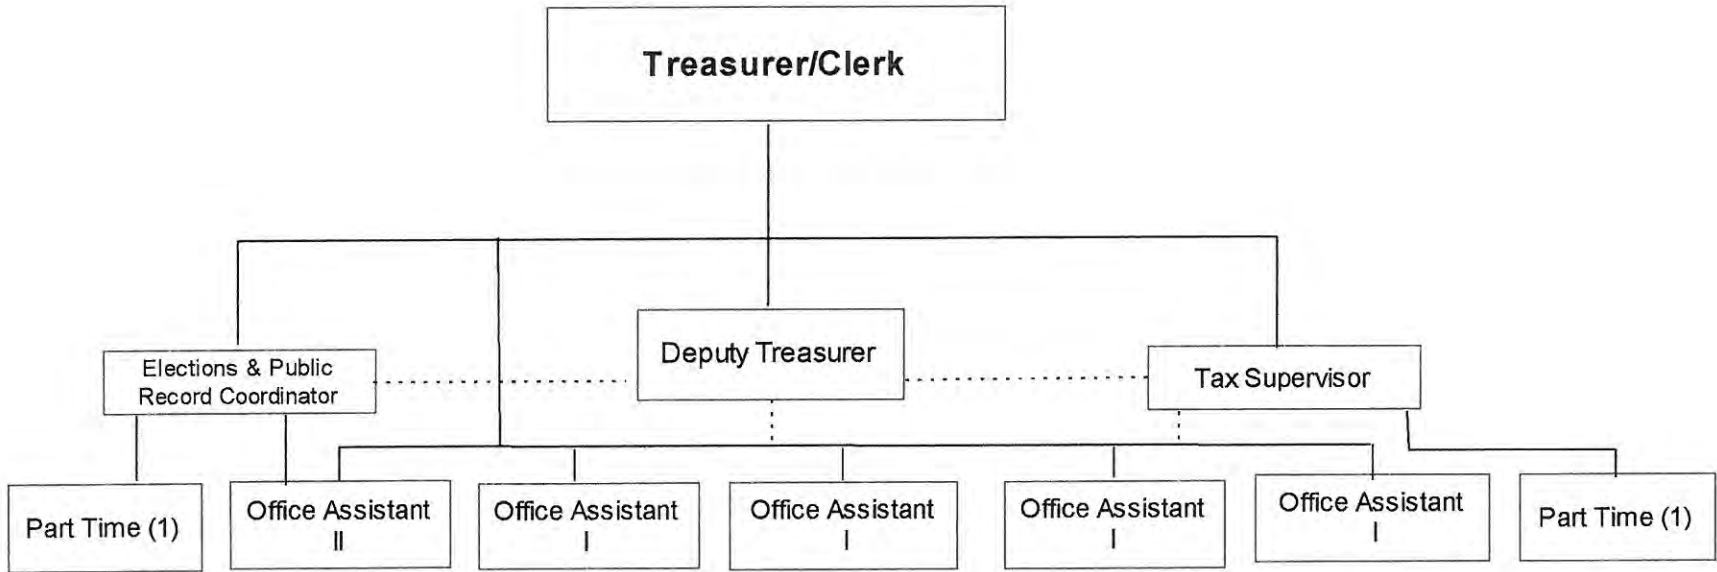 Treasurer/Clerk
Deputy Treasurer
Elections & Public
Record Coordinator
Tax Supervisor
Part Time (1)
Office Assistant
II
Office Assistant
I
Office Assistant
I
Office Assistant
I
Office Assistant
I
Part Time (1)